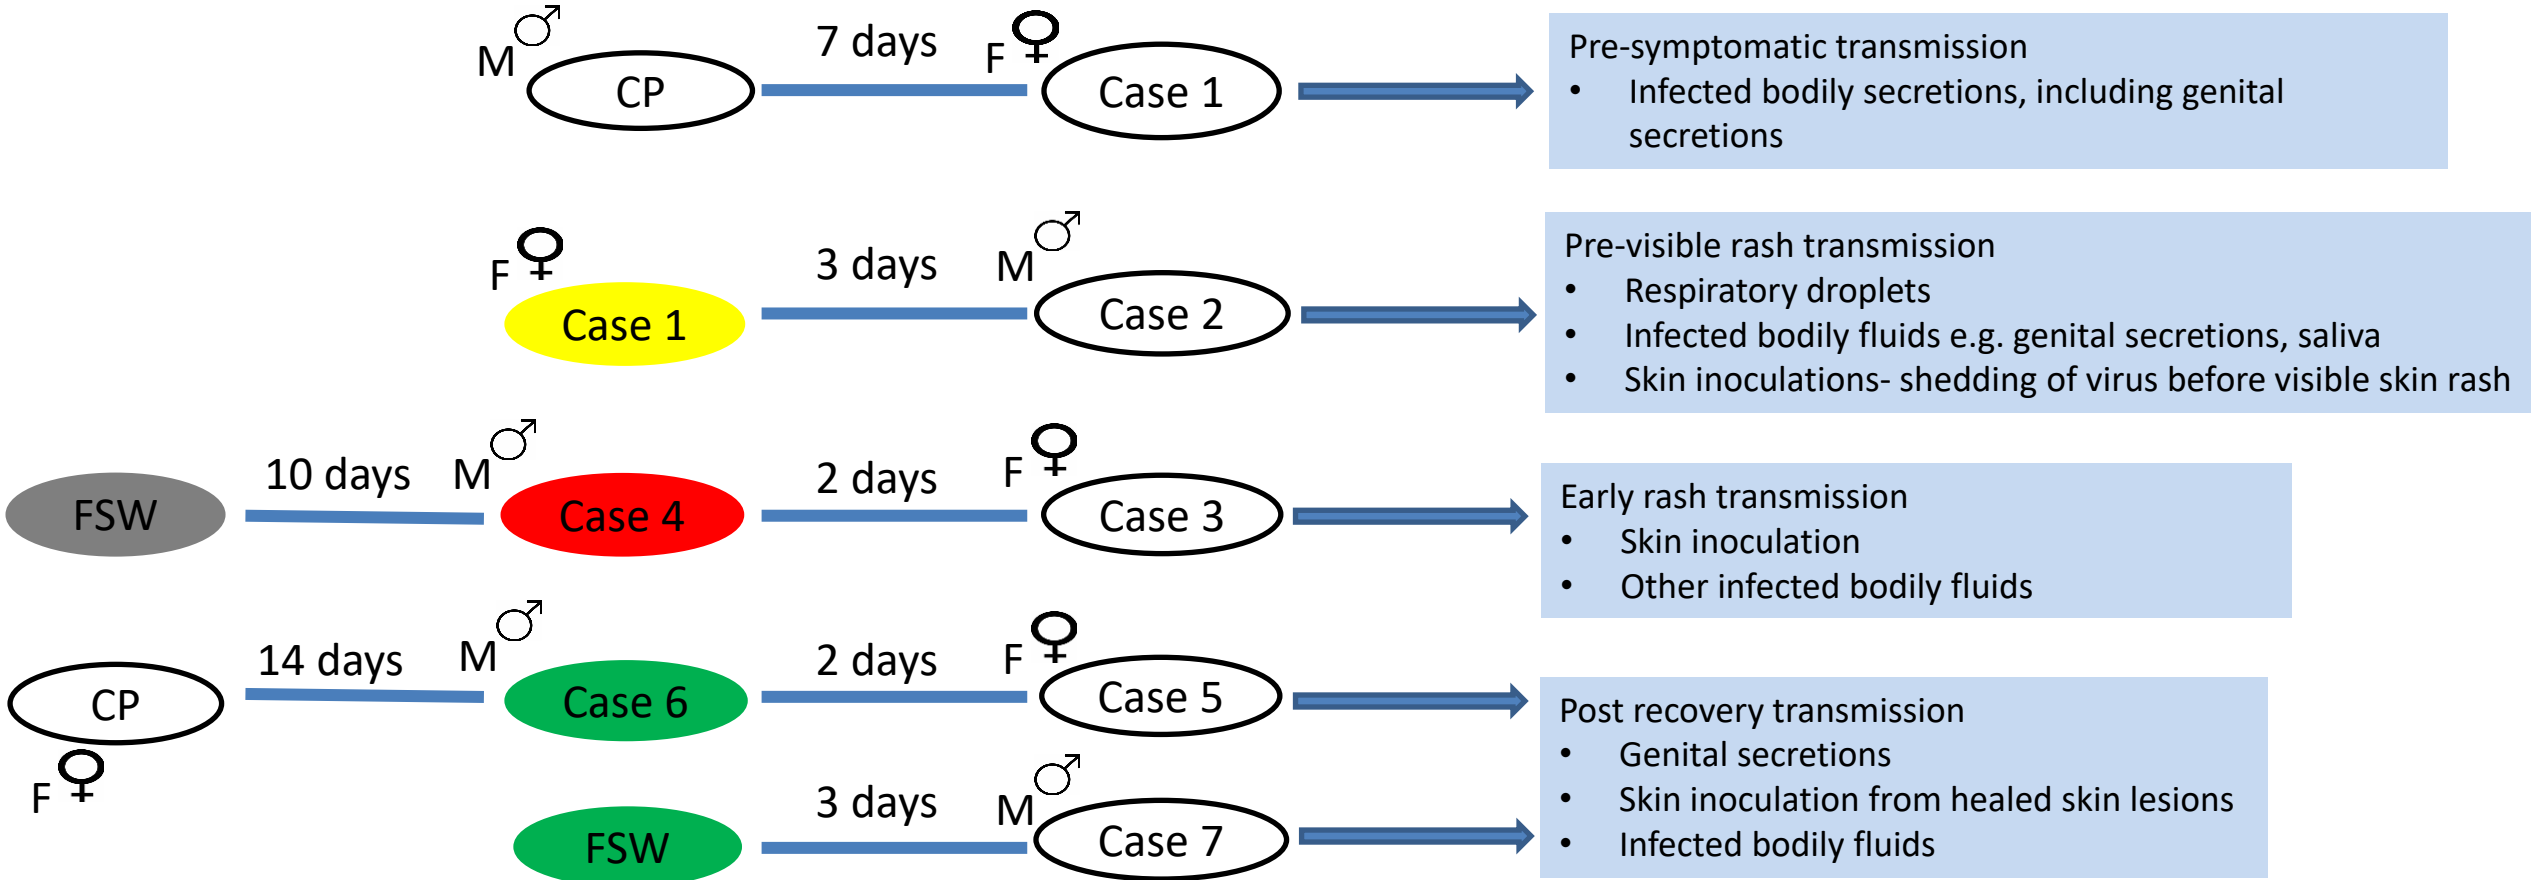 M
CP
7 days
F
Case 1
Pre-symptomatic transmission
• Infected bodily secretions, including genital
secretions
F
Case 1
3 days
M
Case 2
Pre-visible rash transmission
• Respiratory droplets
• Infected bodily fluids e.g. genital secretions, saliva
• Skin inoculations- shedding of virus before visible skin rash
FSW
10 days
M
Case 4
2 days
F
Case 3
Early rash transmission
• Skin inoculation
• Other infected bodily fluids
CP
F
14 days
M
Case 6
2 days
F
Case 5
FSW
3 days
M
Case 7
Post recovery transmission
• Genital secretions
• Skin inoculation from healed skin lesions
• Infected bodily fluids